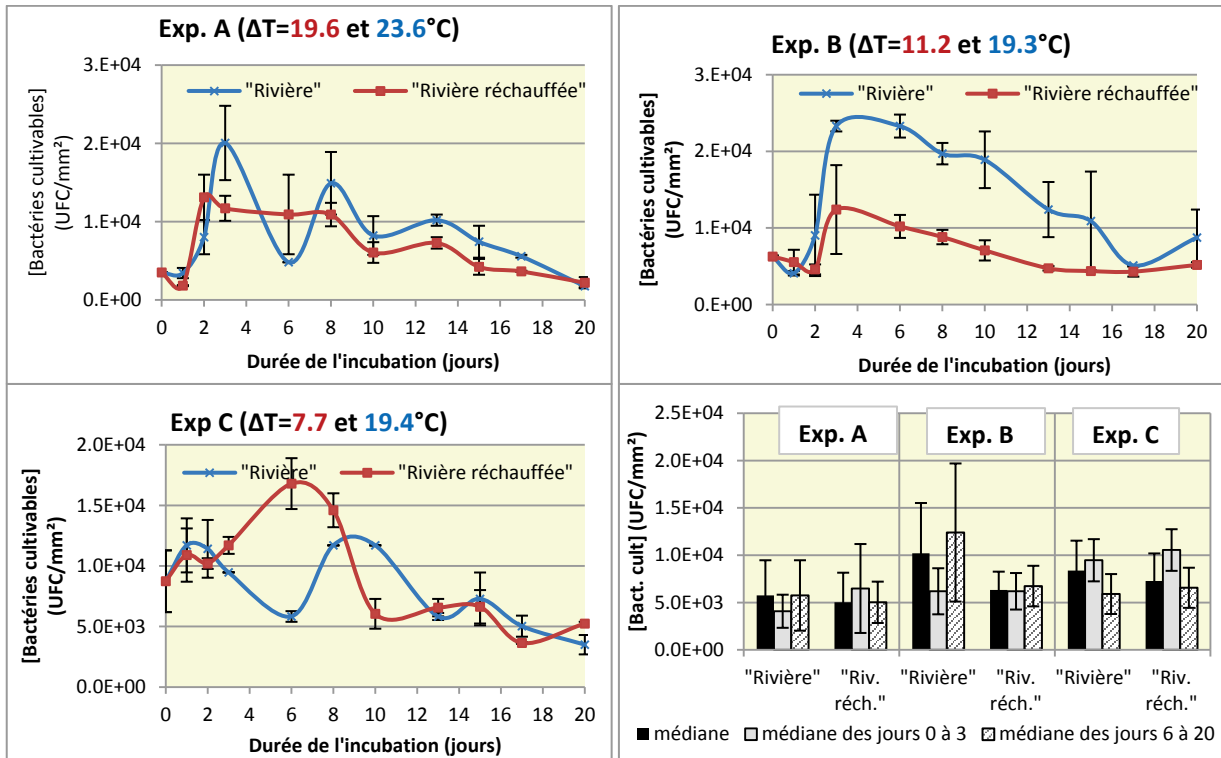 Exp. A (ΔT=19.6 et 23.6°C)
[Bactéries cultivables]
(UFC/mm²)
3.E+04
2.E+04
1.E+04
0.E+00
"Rivière"
"Rivière réchauffée"
0 2 4 6 8 10 12 14 16 18 20
Durée de l'incubation (jours)
Exp. B (ΔT=11.2 et 19.3°C)
[Bactéries cultivables]
(UFC/mm²)
3.E+04
2.E+04
1.E+04
0.E+00
"Rivière"
"Rivière réchauffée"
0 2 4 6 8 10 12 14 16 18 20
Durée de l'incubation (jours)
Exp C (ΔT=7.7 et 19.4°C)
[Bactéries cultivables]
(UFC/mm²)
2.0E+04
1.5E+04
1.0E+04
5.0E+03
0.0E+00
"Rivière"
"Rivière réchauffée"
0 2 4 6 8 10 12 14 16 18 20
Durée de l'incubation (jours)
[Bact. cult] (UFC/mm²)
2.5E+04
2.0E+04
1.5E+04
1.0E+04
5.0E+03
0.0E+00
Exp. A
Exp. B
Exp. C
"Rivière" "Riv. "Rivière" "Riv. "Rivière" "Riv.
réch." réch." réch."
médiane médiane des jours 0 à 3 médiane des jours 6 à 20